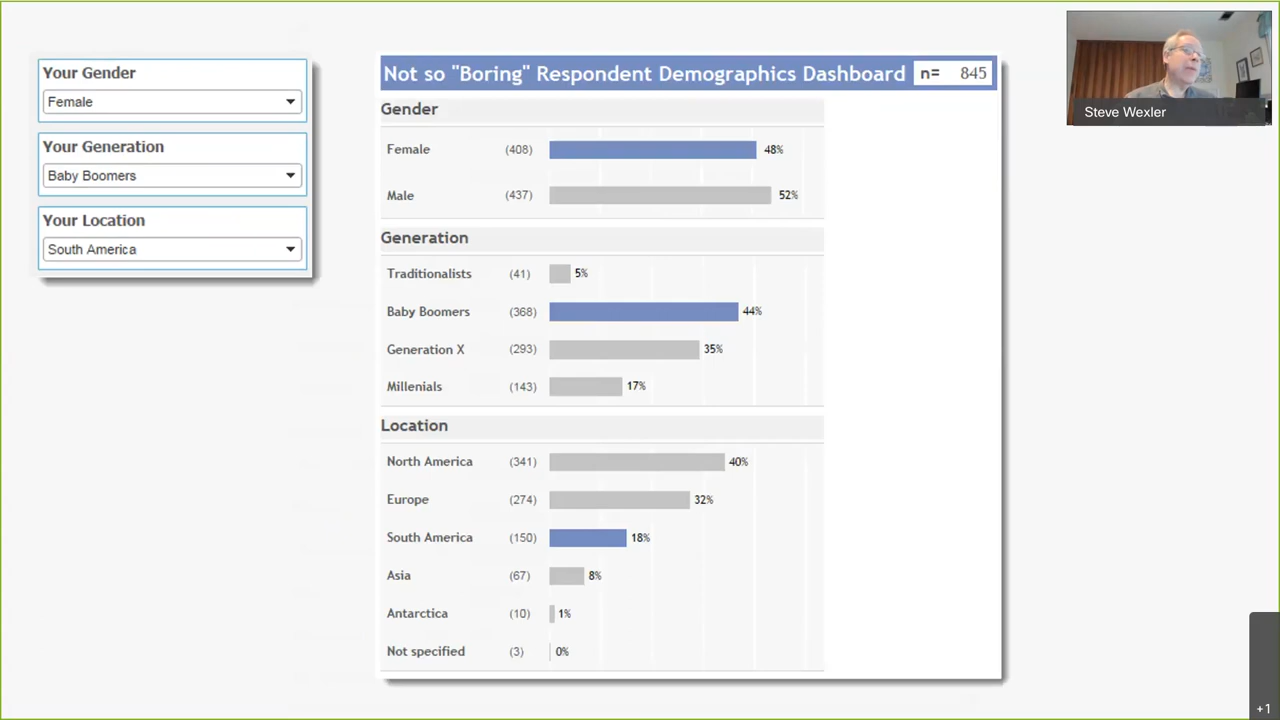 Your Gender
Female
Your Generation
Baby Boomers
Your Location
South America
Not so "Boring" Respondent Demographics Dashboard n= 845
Gender
Female (408) 48%
Male (437) 52%
Generation
Traditionalists (41) 5%
Baby Boomers (368) 44%
Generation X (293) 35%
Millenials (143) 17%
Location
North America (341) 40%
Europe (274) 32%
South America (150) 18%
Asia (67) 8%
Antarctica (10) 1%
Not specified (3) 0%
Steve Wexler
+1